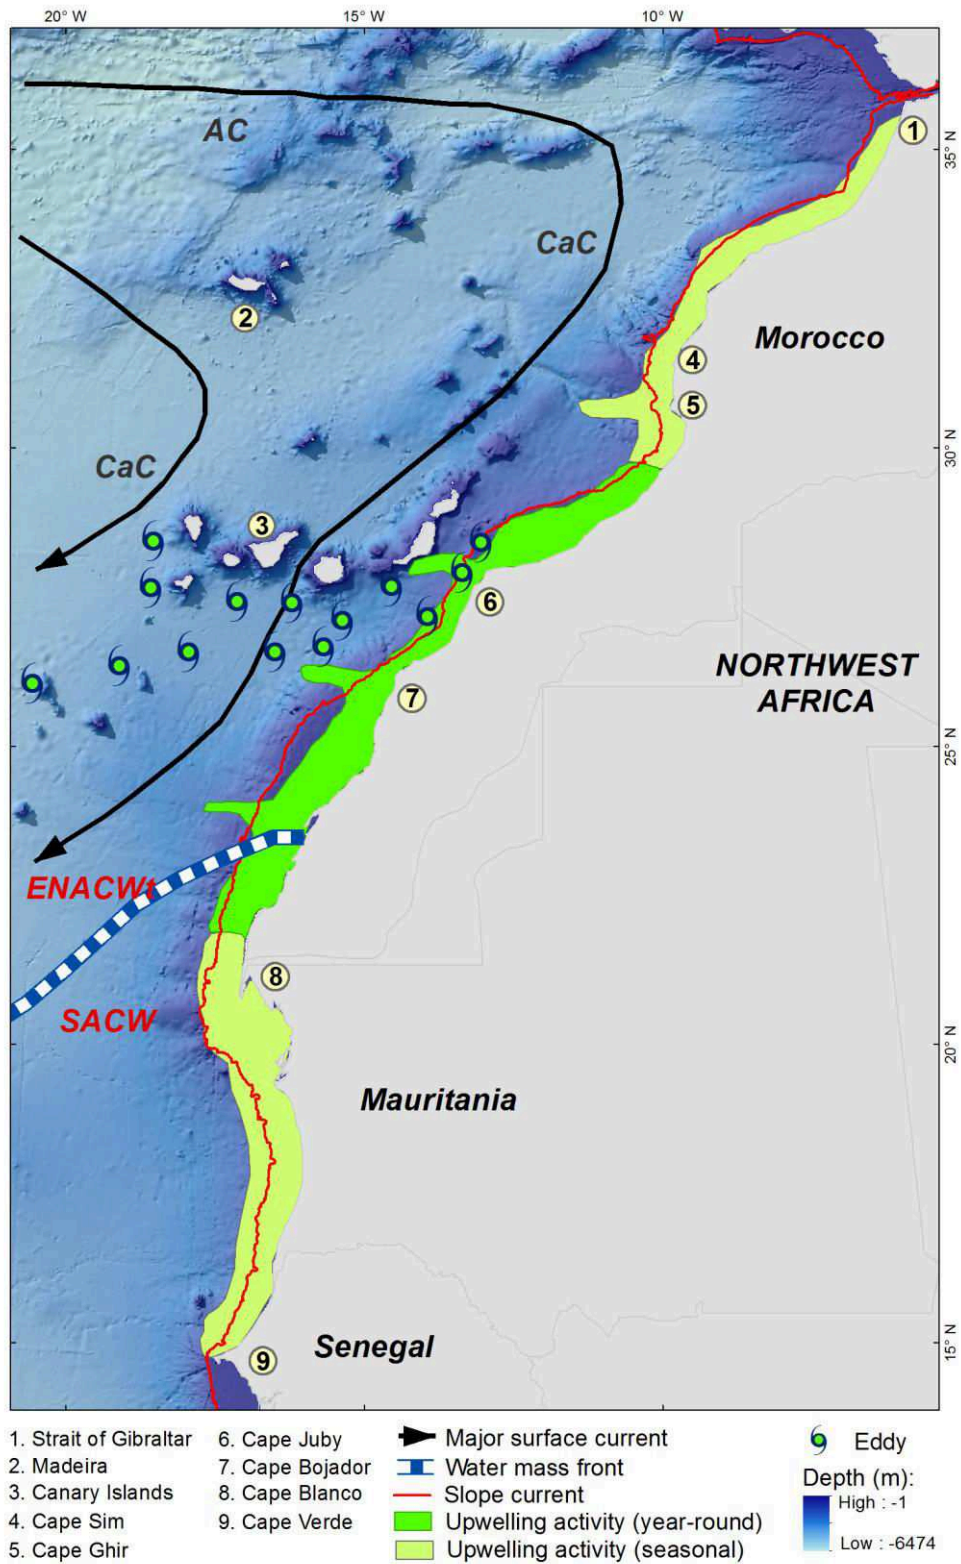 20° W
15° W
10° W
AC
1
35° N
CaC
2
Morocco
4
5
30° N
CaC
3
6
NORTHWEST
AFRICA
7
25° N
ENACWt
8
SACW
20° N
Mauritania
Senegal
9
15° N
1. Strait of Gibraltar
2. Madeira
3. Canary Islands
4. Cape Sim
5. Cape Ghir
6. Cape Juby
7. Cape Bojador
8. Cape Blanco
9. Cape Verde
Major surface current
Water mass front
Slope current
Upwelling activity (year-round)
Upwelling activity (seasonal)
Eddy
Depth (m):
High : -1
Low : -6474